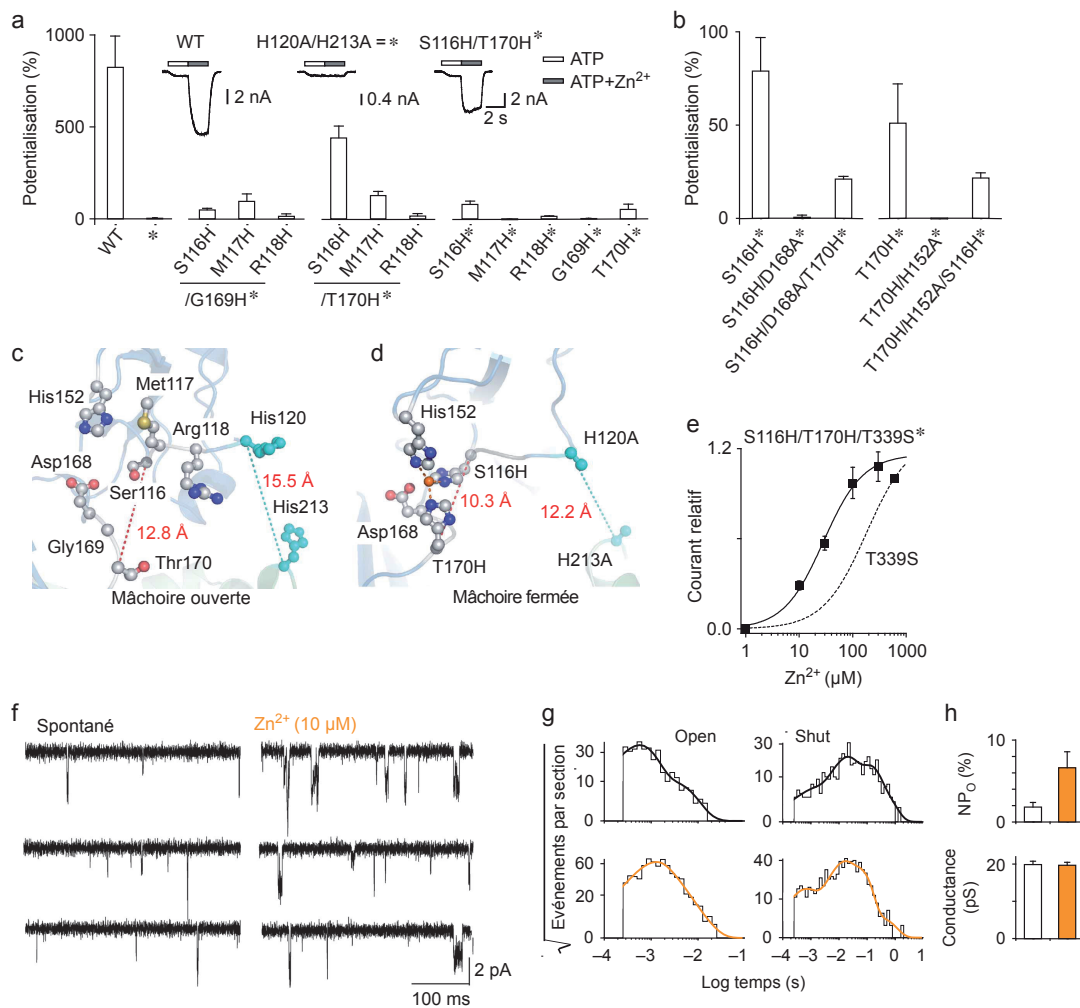 a
1000
500
0
Potentialisation (%)
WT
H120A/H213A = *
S116H/T170H*
2 nA
0.4 nA
2 nA
2 s
ATP
ATP+Zn2+
WT
*
S116H
M117H
R118H
/G169H*
S116H
M117H
R118H
/T170H*
S116H*
M117H*
R118H*
G169H*
T170H*
b
100
50
0
Potentialisation (%)
S116H*
S116H/D168A*
S116H/D168A/T170H*
T170H*
T170H/H152A*
T170H/H152A/S116H*
c
His152
Met117
Arg118
His120
Asp168
Ser116
15.5 Å
His213
12.8 Å
Gly169
Thr170
Mâchoire ouverte
d
His152
H120A
S116H
10.3 Å
12.2 Å
Asp168
T170H
H213A
Mâchoire fermée
e
S116H/T170H/T339S*
1.2
0.0
Courant relatif
T339S
1
10
100
1000
Zn2+ (µM)
f
Spontané
Zn2+ (10 µM)
2 pA
100 ms
g
Open
Shut
30
10
0
30
10
0
60
20
0
40
10
0
Evénements par section
–4 –3 –2 –1
–4 –3 –2 –1 0 1
Log temps (s)
h
10
0
NPO (%)
20
0
Conductance
(pS)